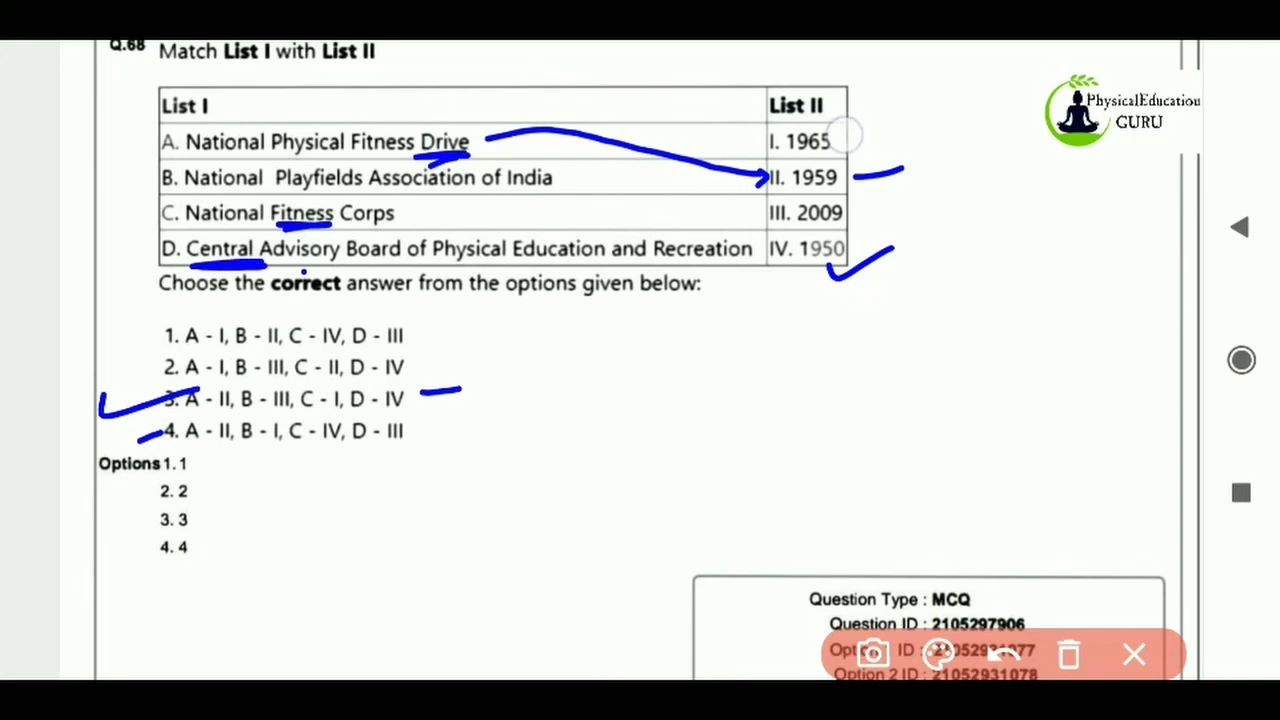 Q.68 Match List I with List II
List I List II
A. National Physical Fitness Drive I. 1965
B. National Playfields Association of India II. 1959
C. National Fitness Corps III. 2009
D. Central Advisory Board of Physical Education and Recreation IV. 1950
Choose the correct answer from the options given below:
1. A - I, B - II, C - IV, D - III
2. A - I, B - III, C - II, D - IV
3. A - II, B - III, C - I, D - IV
4. A - II, B - I, C - IV, D - III
Options 1. 1
2. 2
3. 3
4. 4
Question Type : MCQ
Question ID : 2105297906
Option 1 ID : 21052931077
Option 2 ID : 21052931078
PhysicalEducation
GURU